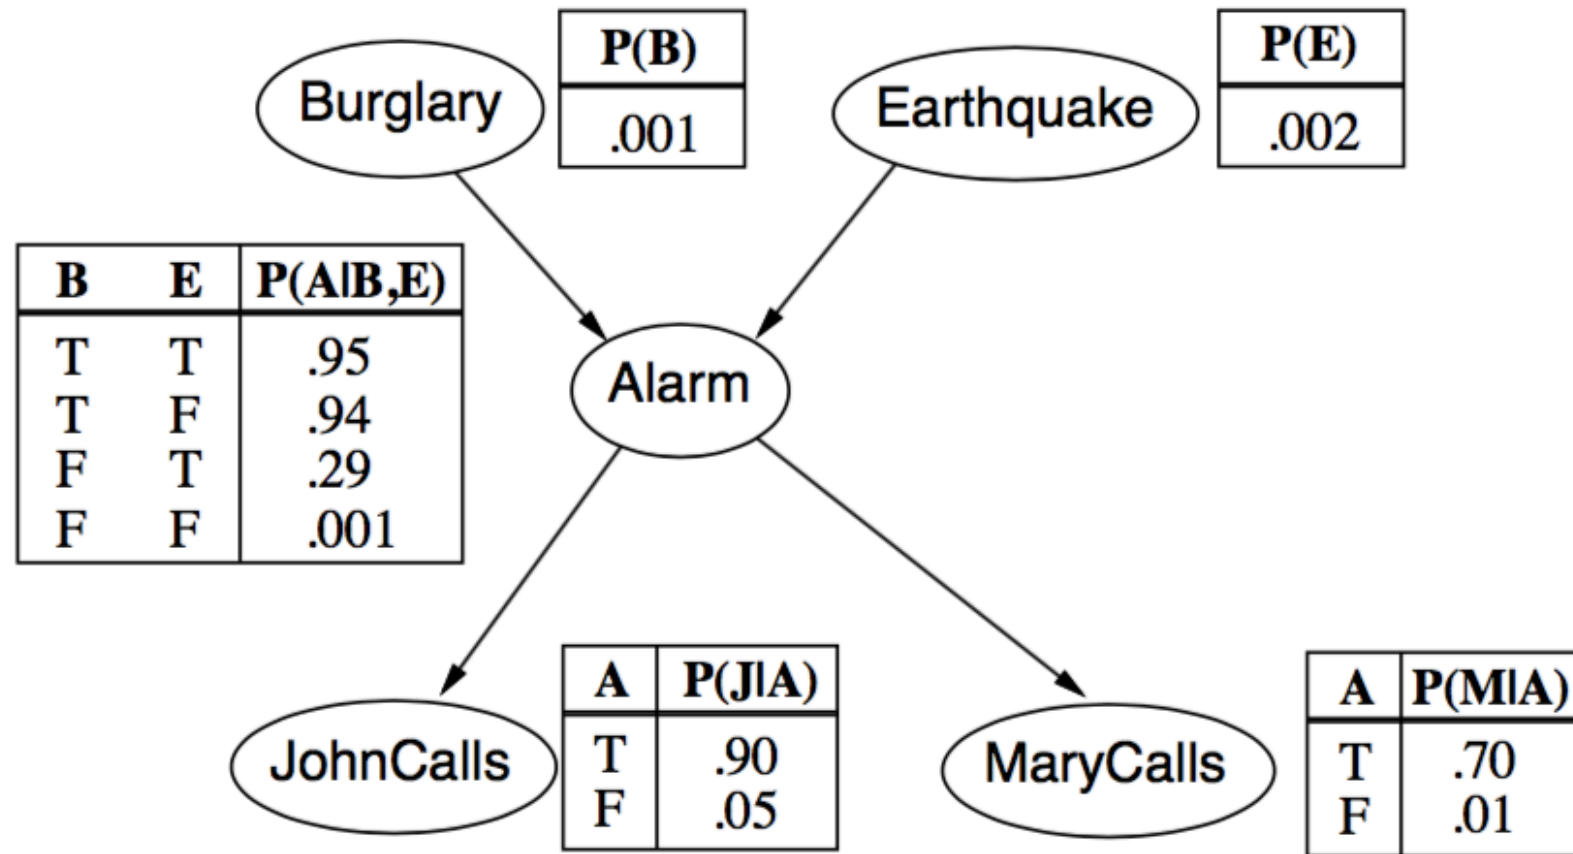 Burglary
P(B)
.001
Earthquake
P(E)
.002
B E P(A|B,E)
T T .95
T F .94
F T .29
F F .001
Alarm
JohnCalls
A P(J|A)
T .90
F .05
MaryCalls
A P(M|A)
T .70
F .01